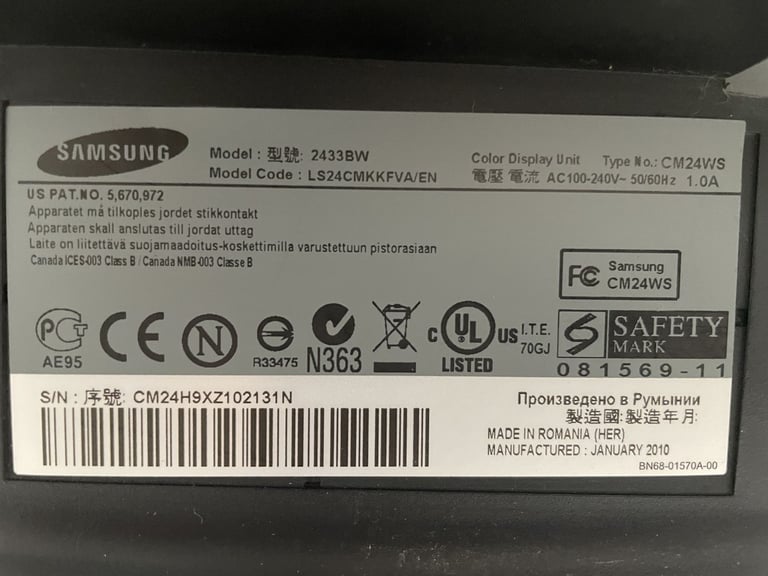 SAMSUNG
Model : 型號: 2433BW
Model Code : LS24CMKKFVA/EN
Color Display Unit Type No.: CM24WS
電壓 電流 AC100-240V~ 50/60Hz 1.0A
US PAT.NO. 5,670,972
Apparatet må tilkoples jordet stikkontakt
Apparaten skall anslutas till jordat uttag
Laite on liitettävä suojamaadoitus-koskettimilla varustettuun pistorasiaan
Canada ICES-003 Class B / Canada NMB-003 Classe B
FC Samsung
CM24WS
PCT
AE95
CE
N
R33475
N363
C UL US
LISTED
I.T.E.
70GJ
S SAFETY
MARK
081569-11
S/N : 序號: CM24H9XZ102131N
Произведено в Румынии
製造國:製造年月:
MADE IN ROMANIA (HER)
MANUFACTURED : JANUARY 2010
BN68-01570A-00